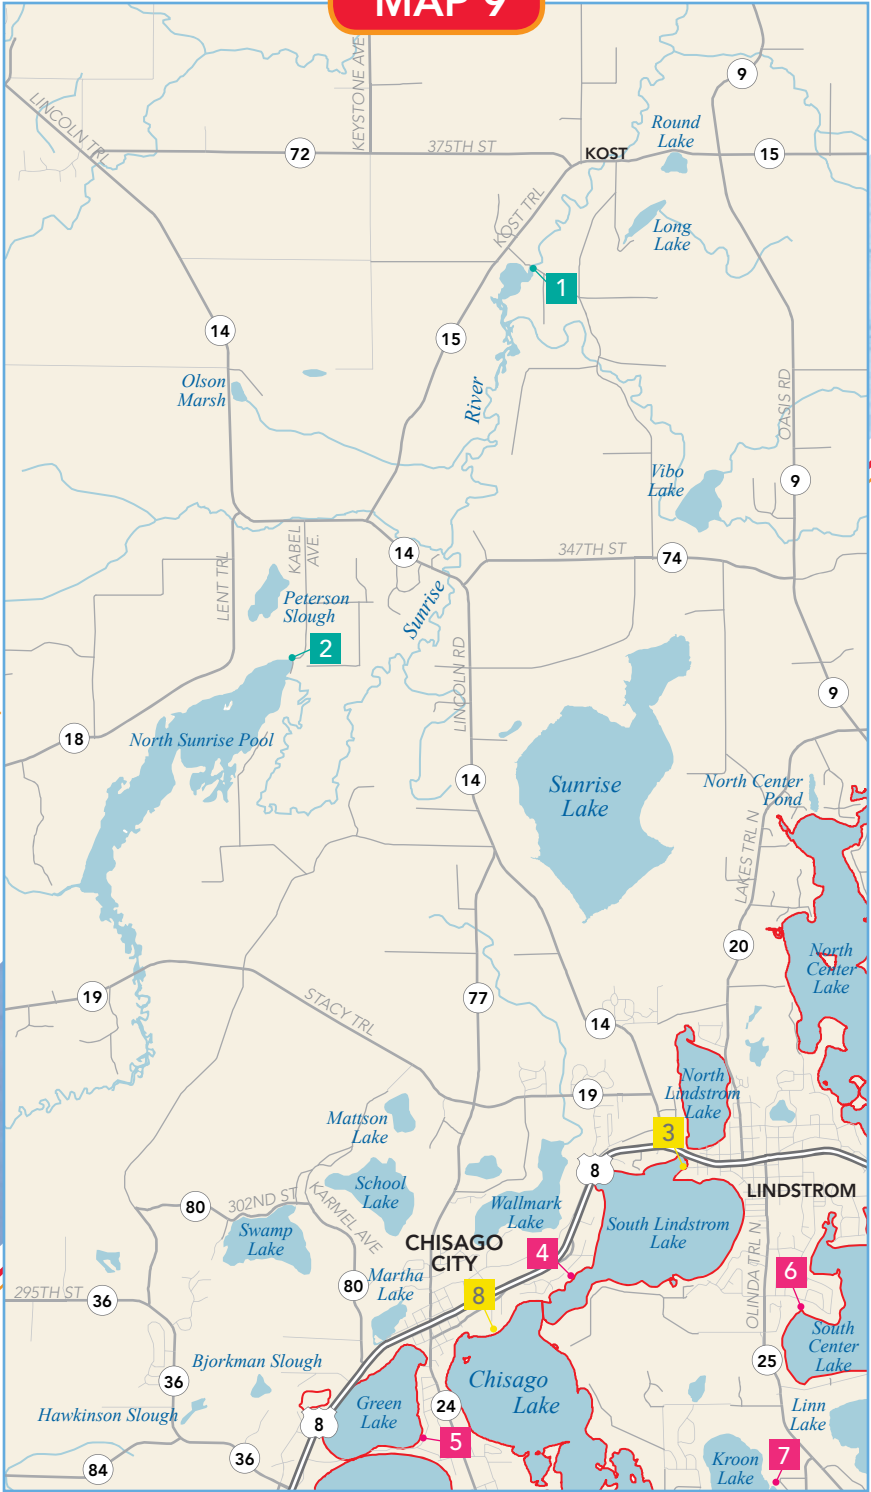 MAP 9
9
LINCOLN TRL
KEYSTONE AVE
Round
Lake
72
375TH ST
KOST
15
KOST TRL
Long
Lake
1
14
15
Olson
Marsh
River
OASIS RD
Vibo
Lake
9
LENT TRL
KABEL
AVE.
14
347TH ST
74
Peterson
Slough
Sunrise
2
LINCOLN RD
9
18
North Sunrise Pool
14
Sunrise
Lake
North Center
Pond
LAKES TRL N
20
North
Center
Lake
19
STACY TRL
77
14
North
Lindstrom
Lake
19
Mattson
Lake
3
8
School
Lake
LINDSTROM
80
302ND ST
KARMEL AVE
Wallmark
Lake
South Lindstrom
Lake
Swamp
Lake
CHISAGO
CITY
4
OLINDA TRL N
6
295TH ST
36
80
Martha
Lake
8
South
Center
Lake
Bjorkman Slough
25
36
Chisago
Lake
Hawkinson Slough
8
Green
Lake
24
Linn
Lake
5
84
36
Kroon
Lake
7